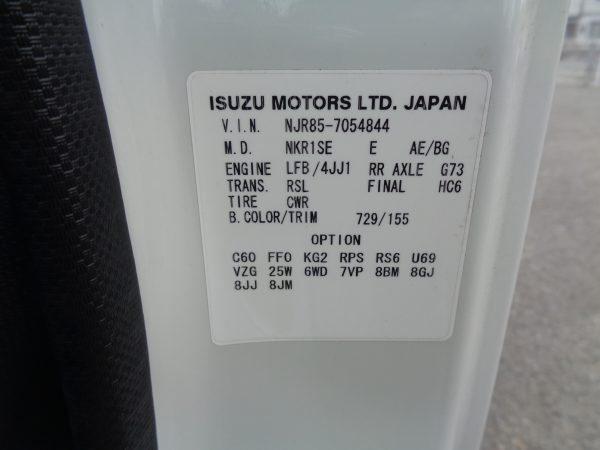 ISUZU MOTORS LTD. JAPAN
V.I.N. NJR85-7054844
M.D. NKR1SE E AE/BG
ENGINE LFB/4JJ1 RR AXLE G73
TRANS. RSL FINAL HC6
TIRE CWR
B.COLOR/TRIM 729/155
OPTION
C60 FF0 KG2 RPS RS6 U69
VZG 25W 6WD 7VP 8BM 8GJ
8JJ 8JM